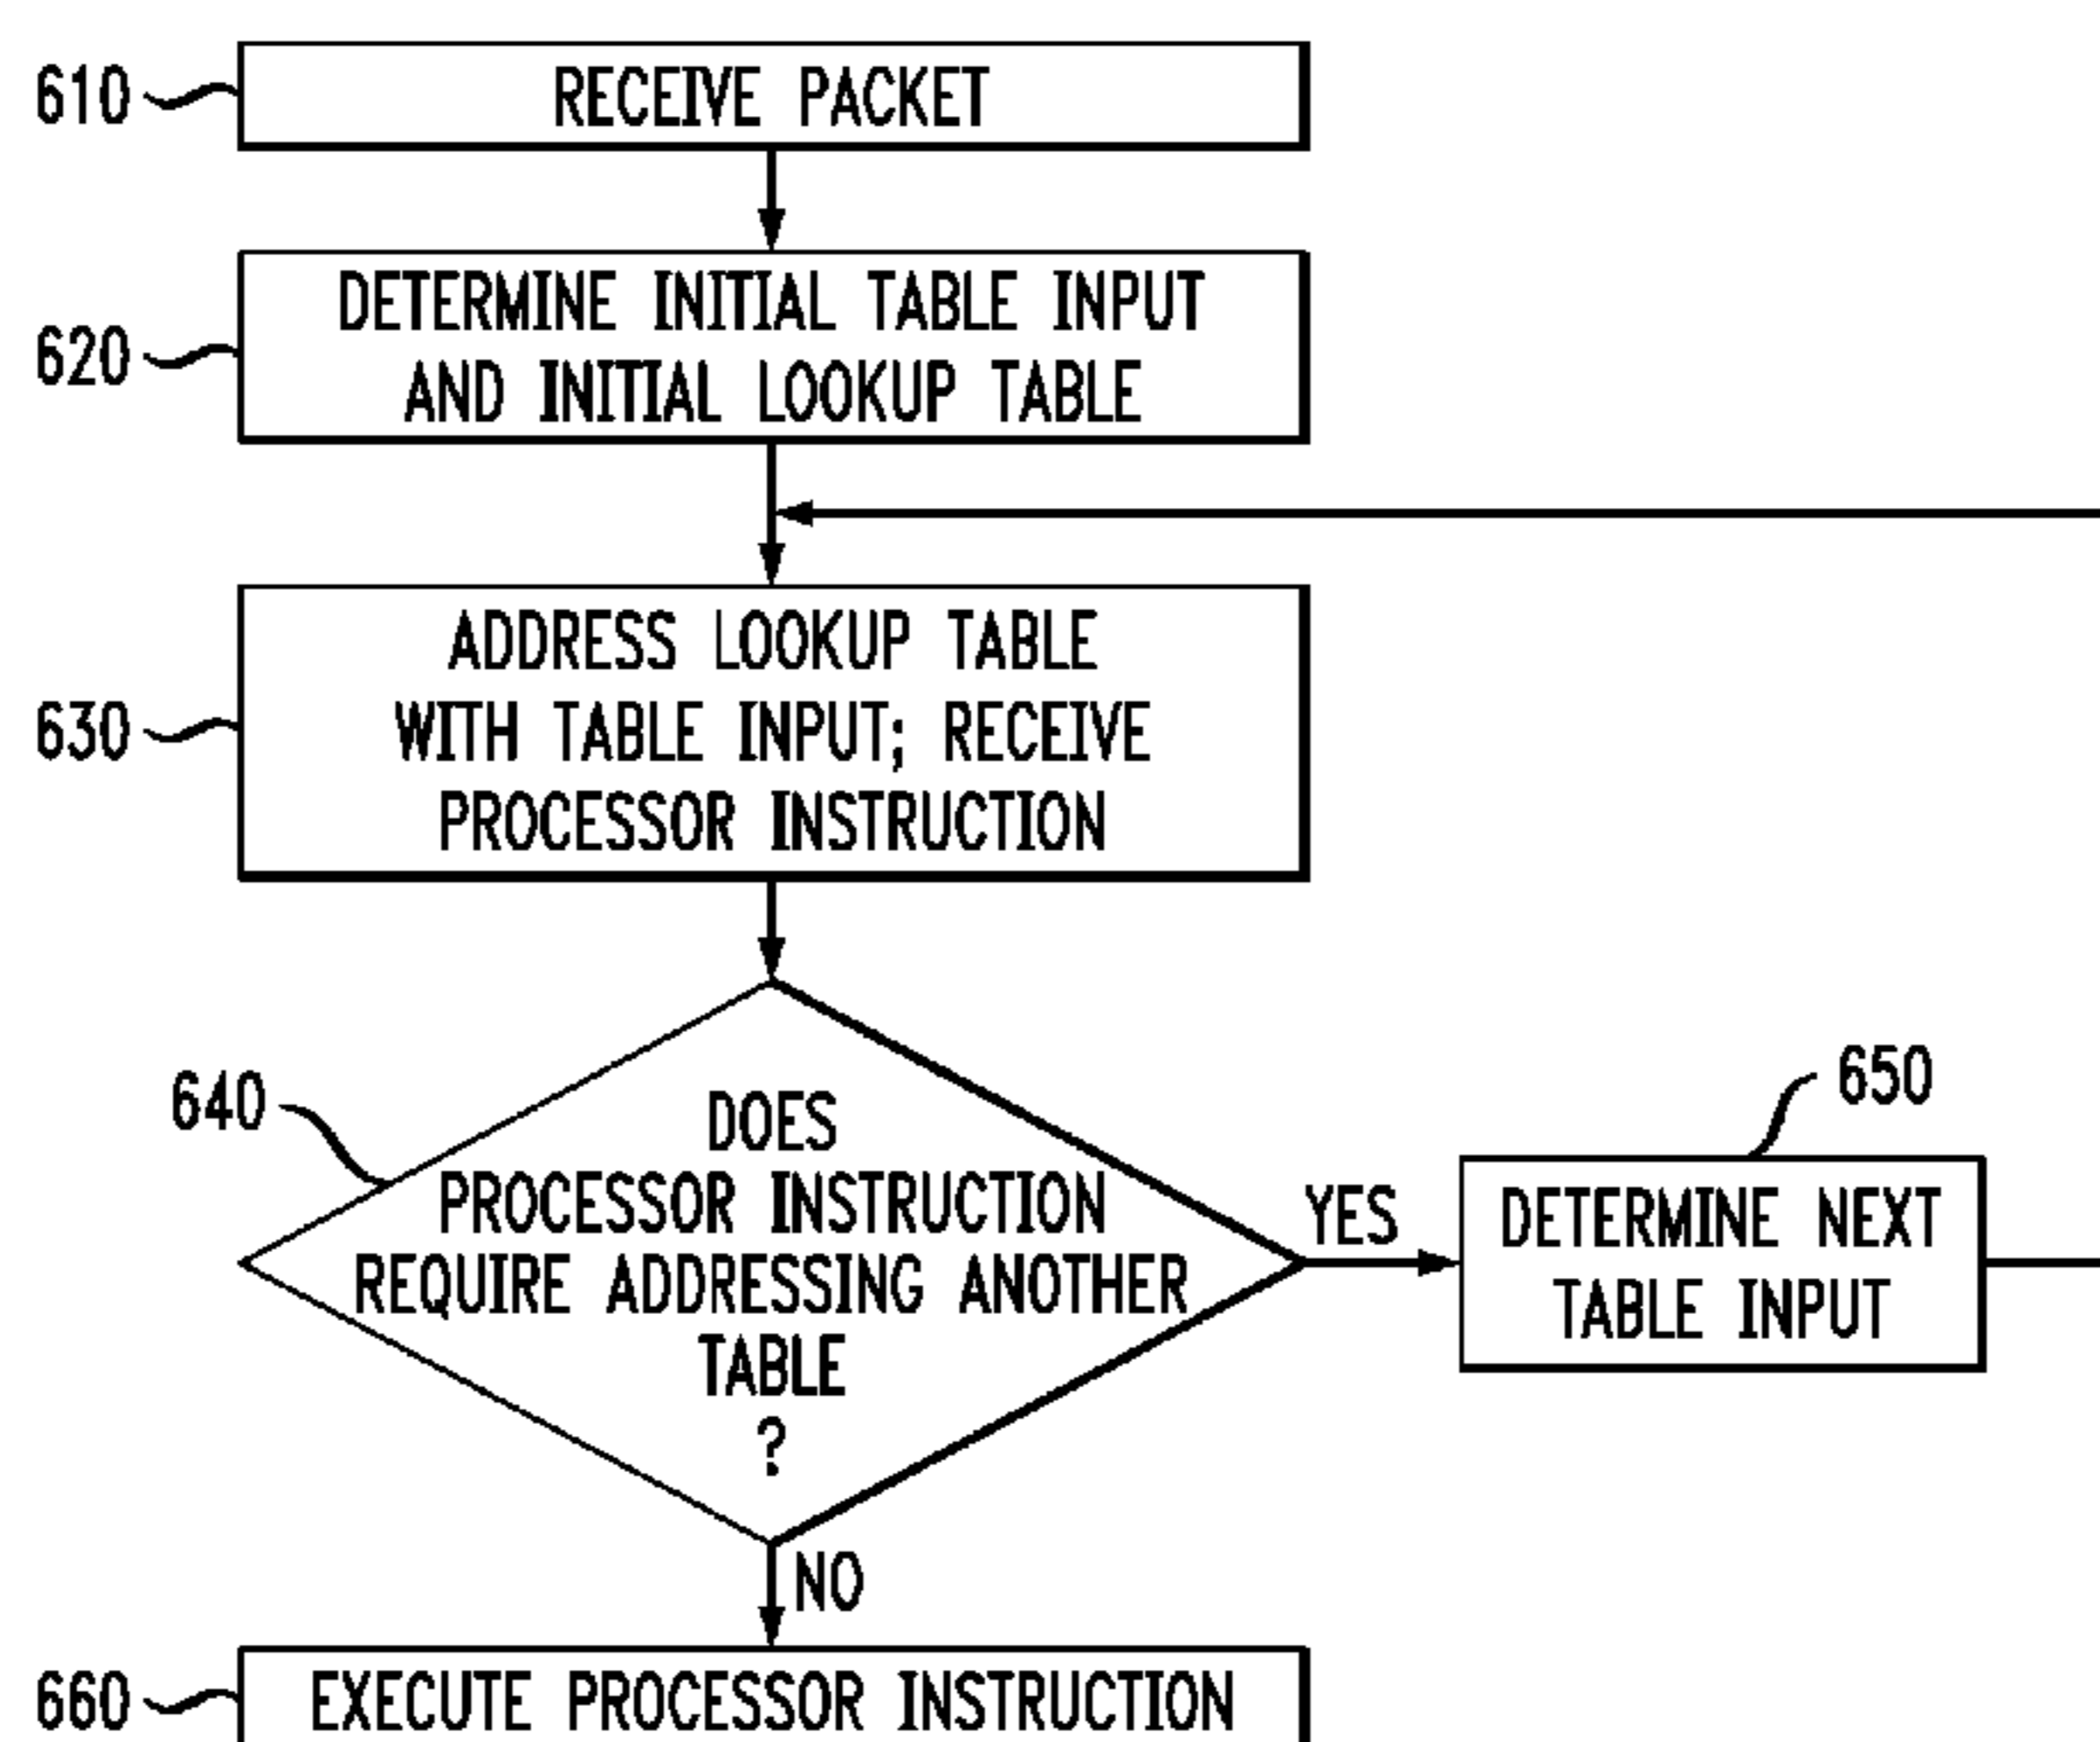 610
RECEIVE PACKET
620
DETERMINE INITIAL TABLE INPUT
AND INITIAL LOOKUP TABLE
630
ADDRESS LOOKUP TABLE
WITH TABLE INPUT; RECEIVE
PROCESSOR INSTRUCTION
640
DOES
PROCESSOR INSTRUCTION
REQUIRE ADDRESSING ANOTHER
TABLE
?
YES
650
DETERMINE NEXT
TABLE INPUT
NO
660
EXECUTE PROCESSOR INSTRUCTION